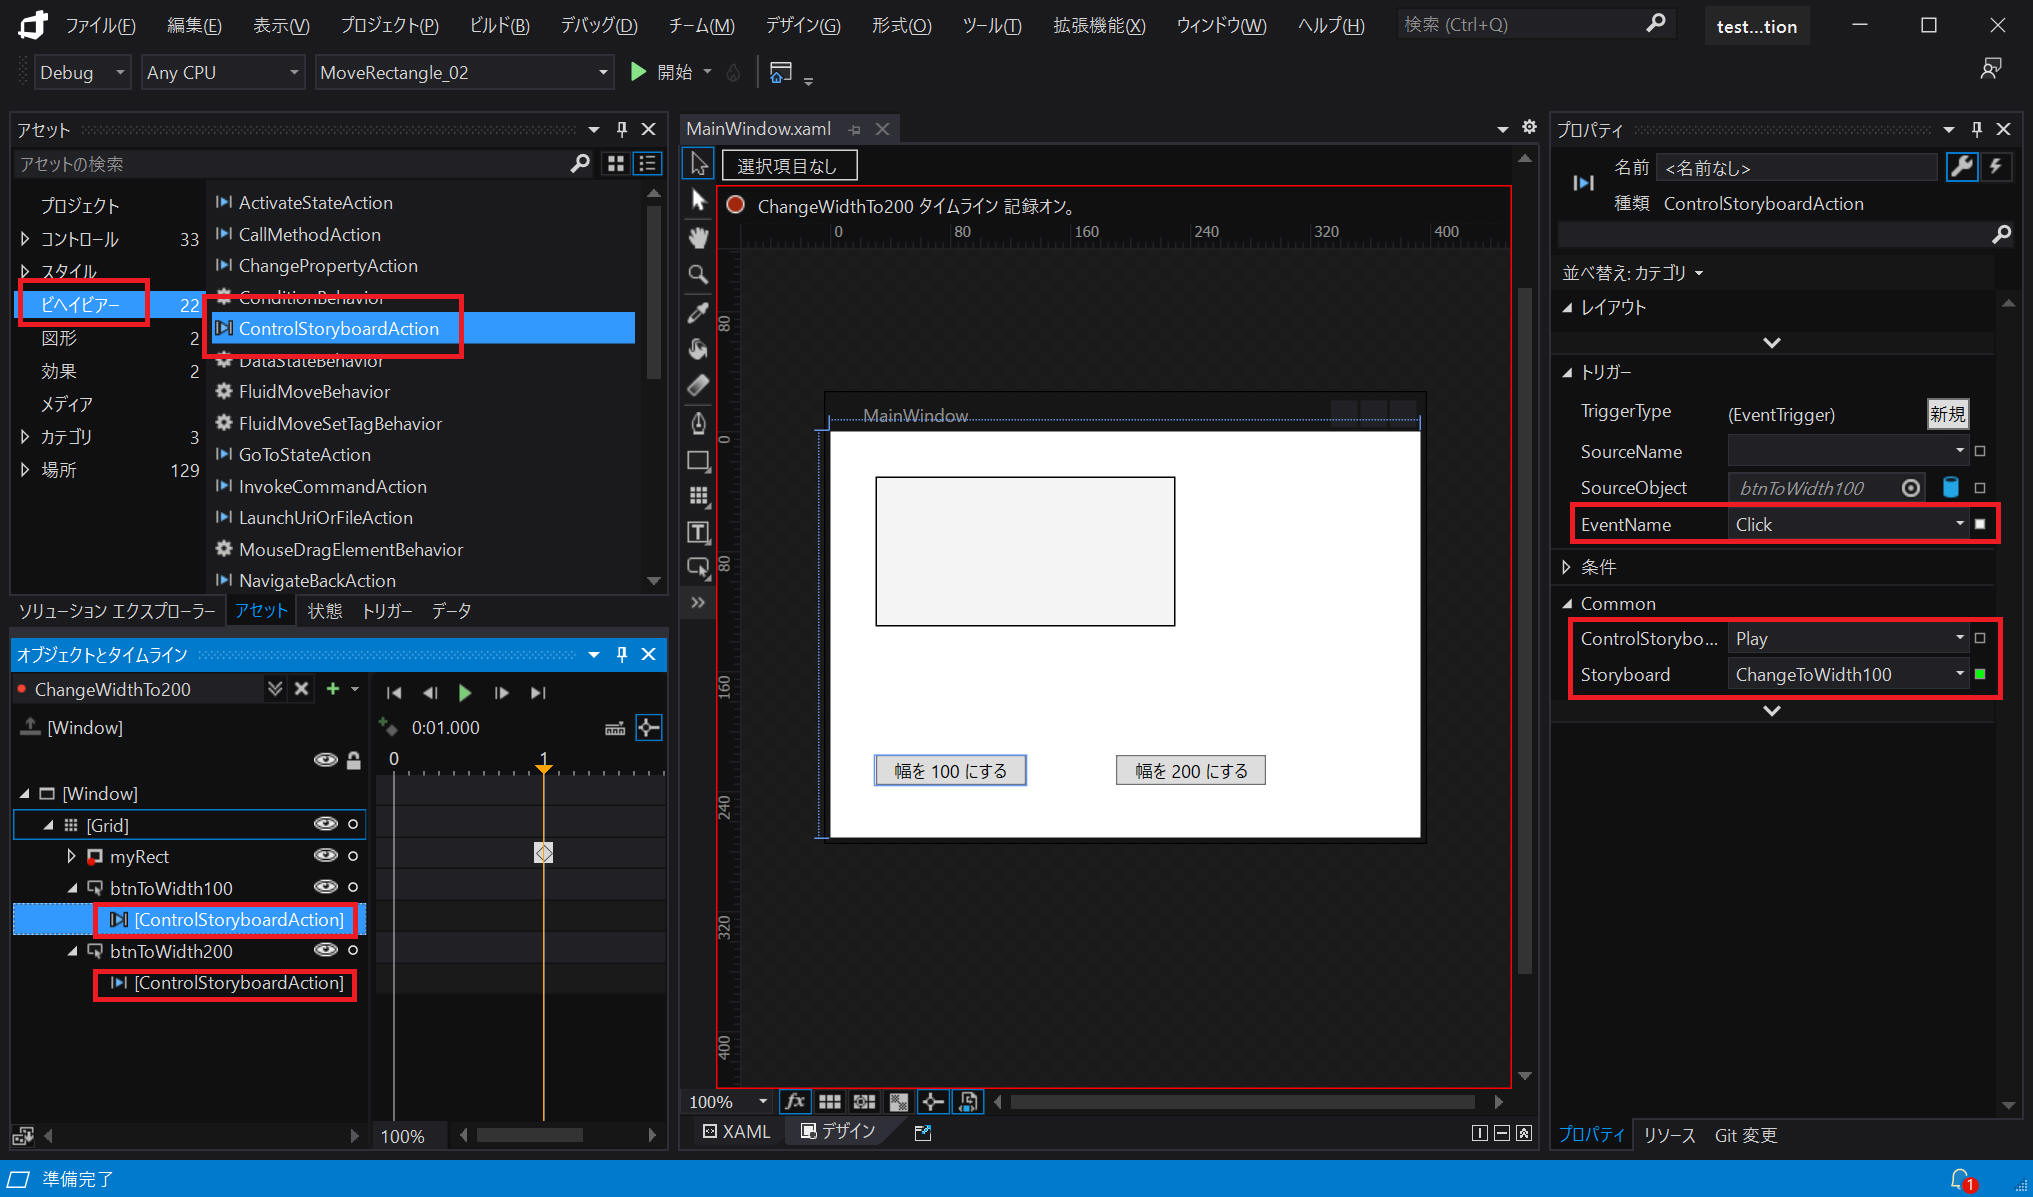 ファイル(F) 編集(E) 表示(V) プロジェクト(P) ビルド(B) デバッグ(D) チーム(M) デザイン(G) 形式(O) ツール(T) 拡張機能(X) ウィンドウ(W) ヘルプ(H) 検索 (Ctrl+Q) test...tion
Debug Any CPU MoveRectangle_02 開始
アセット
アセットの検索
プロジェクト
コントロール 33
スタイル
ビヘイビアー 22
図形 2
効果 2
メディア
カテゴリ 3
場所 129
ActivateStateAction
CallMethodAction
ChangePropertyAction
ConditionBehavior
ControlStoryboardAction
DataStateBehavior
FluidMoveBehavior
FluidMoveSetTagBehavior
GoToStateAction
InvokeCommandAction
LaunchUriOrFileAction
MouseDragElementBehavior
NavigateBackAction
ソリューション エクスプローラー アセット 状態 トリガー データ
オブジェクトとタイムライン
ChangeWidthTo200
[Window] 0:01.000
0 1
[Window]
[Grid]
myRect
btnToWidth100
[ControlStoryboardAction]
btnToWidth200
[ControlStoryboardAction]
100%
MainWindow.xaml
選択項目なし
ChangeWidthTo200 タイムライン 記録オン。
0 80 160 240 320 400
80
0
80
160
240
320
400
MainWindow
幅を 100 にする 幅を 200 にする
100% fx
XAML デザイン
プロパティ
名前 <名前なし>
種類 ControlStoryboardAction
並べ替え: カテゴリ
レイアウト
トリガー
TriggerType (EventTrigger) 新規
SourceName
SourceObject btnToWidth100
EventName Click
条件
Common
ControlStorybo... Play
Storyboard ChangeToWidth100
プロパティ リソース Git 変更
準備完了 1